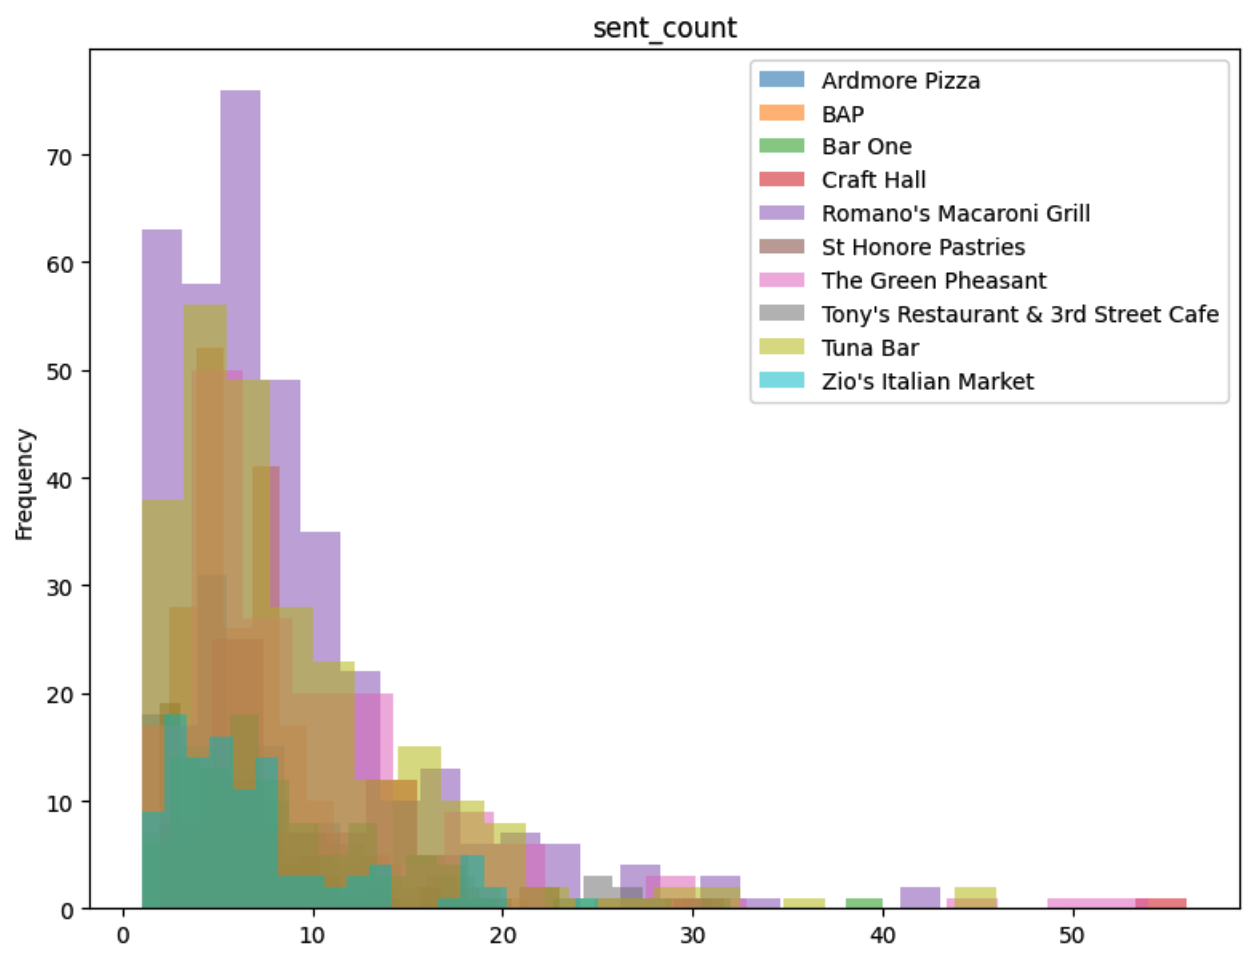 sent_count
Ardmore Pizza
BAP
Bar One
Craft Hall
Romano's Macaroni Grill
St Honore Pastries
The Green Pheasant
Tony's Restaurant & 3rd Street Cafe
Tuna Bar
Zio's Italian Market
Frequency
70
60
50
40
30
20
10
0
0 10 20 30 40 50